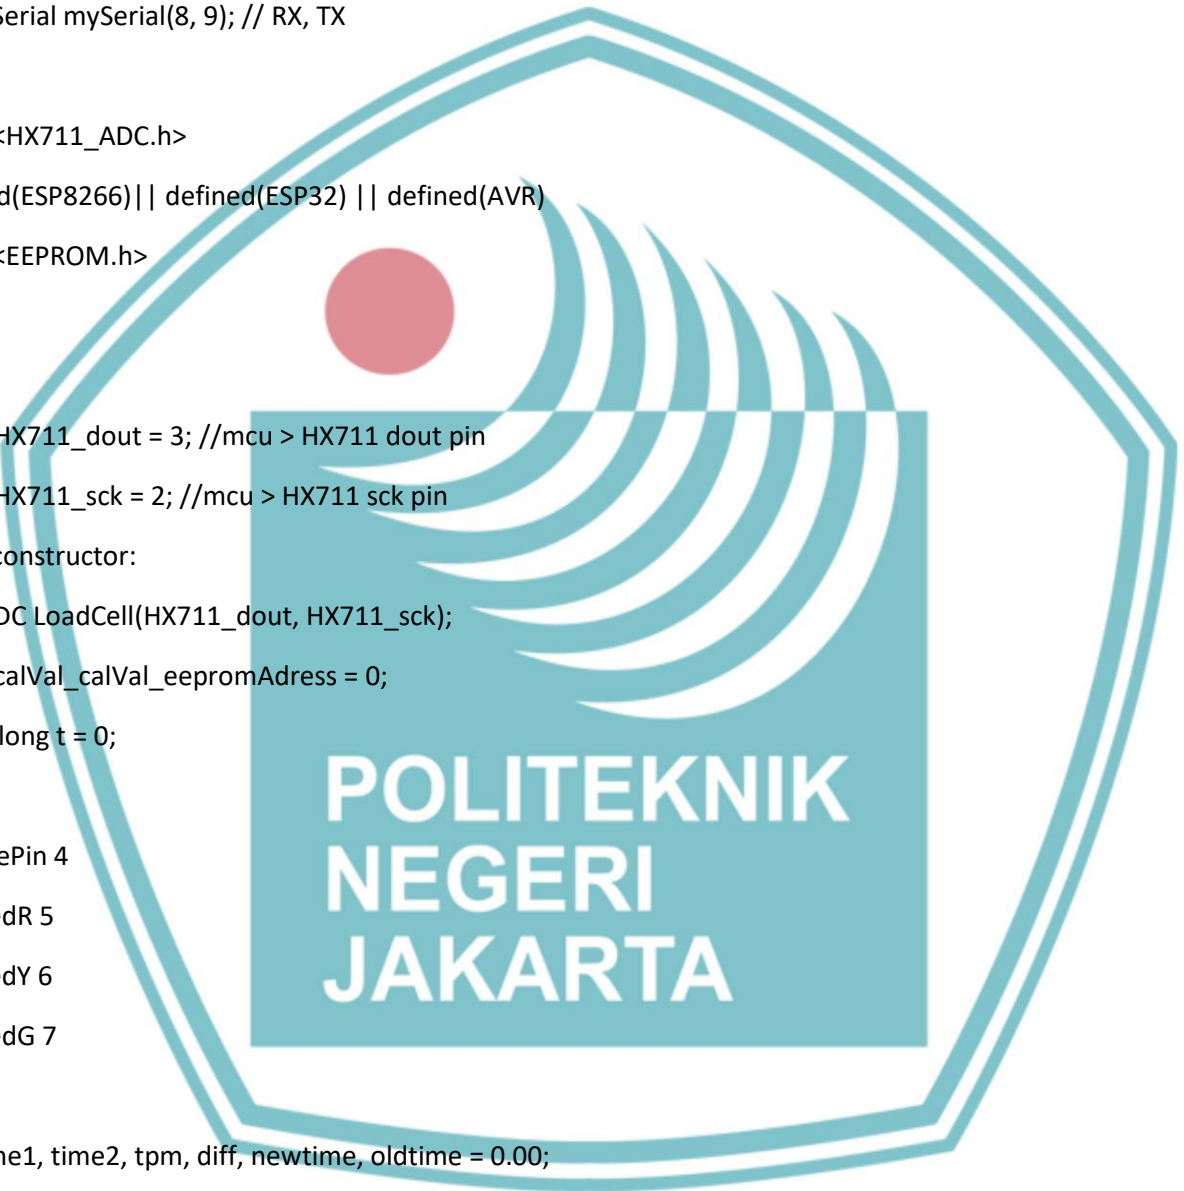 Serial mySerial(8, 9); // RX, TX
<HX711_ADC.h>
d(ESP8266)|| defined(ESP32) || defined(AVR)
<EEPROM.h>
HX711_dout = 3; //mcu > HX711 dout pin
HX711_sck = 2; //mcu > HX711 sck pin
constructor:
DC LoadCell(HX711_dout, HX711_sck);
calVal_calVal_eepromAdress = 0;
long t = 0;
POLITEKNIK
ePin 4
NEGERI
dR 5
JAKARTA
dY 6
dG 7
ne1, time2, tpm, diff, newtime, oldtime = 0.00;